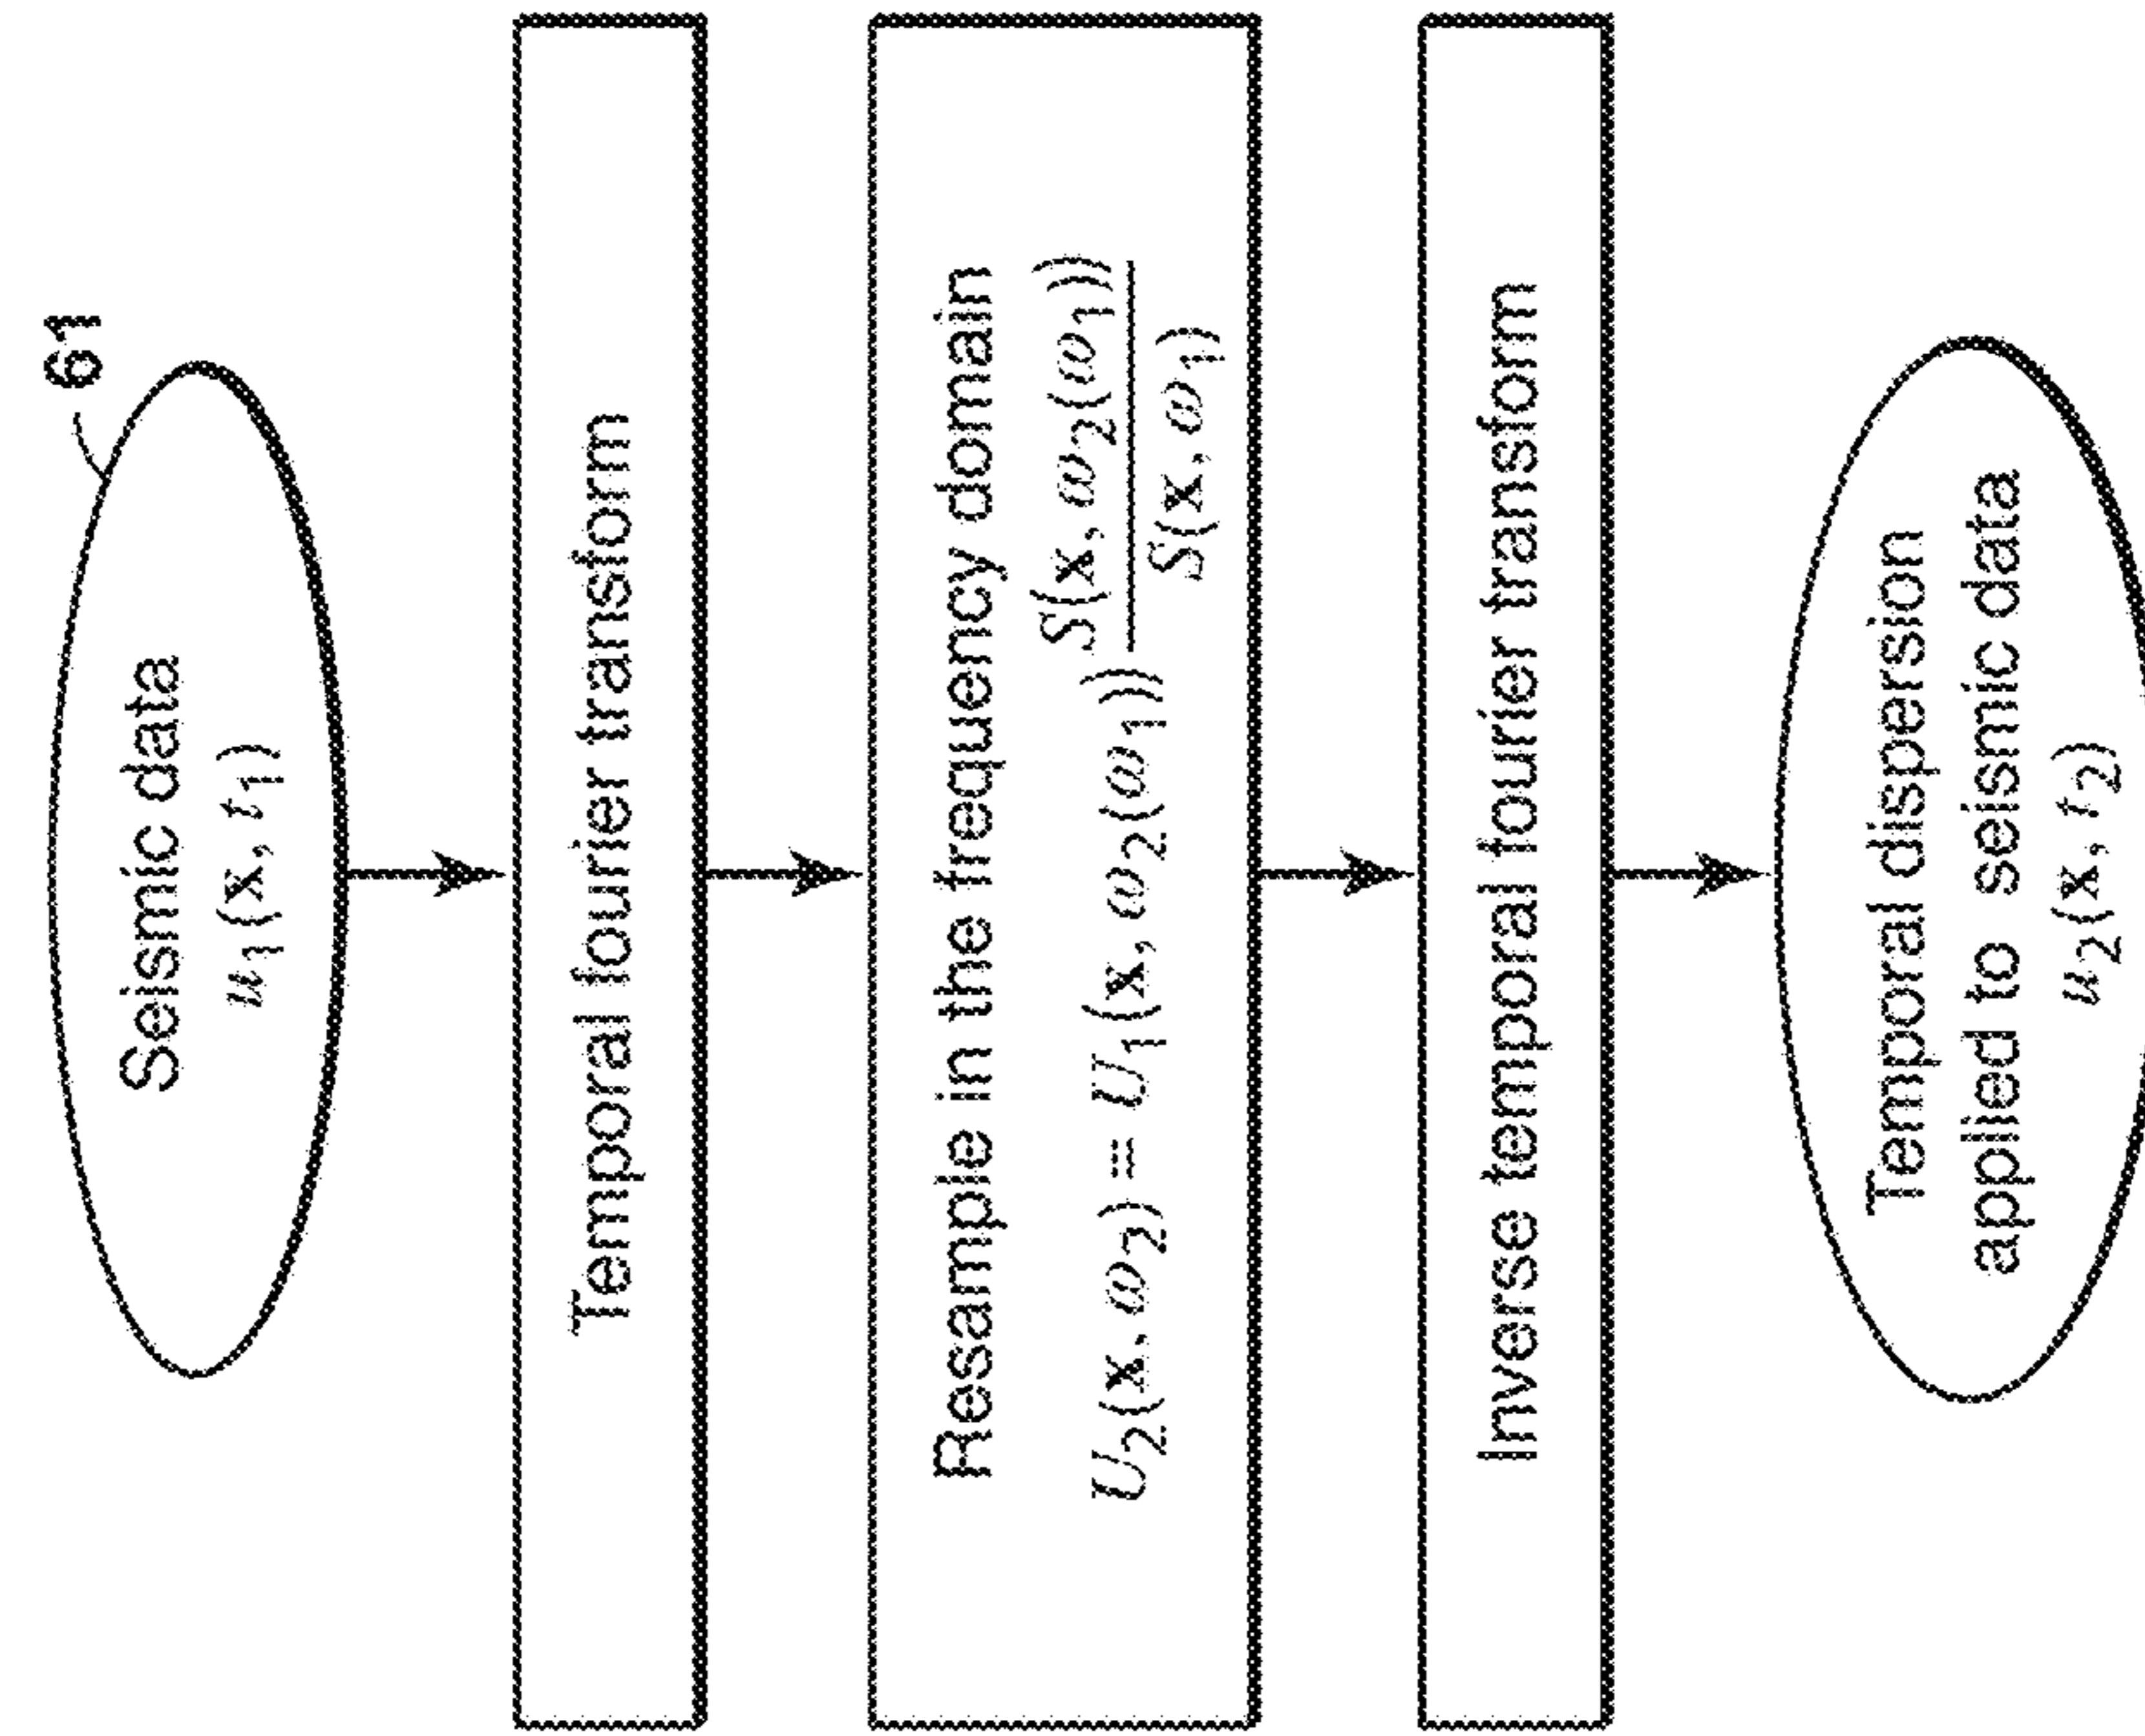 61
Seismic data
u₁(x, t₁)
Temporal fourier transform
Resample in the frequency domain
U₂(x, ω₂) = U₁(x, ω₂(ω₁)) S(x, ω₂(ω₁)) / S(x, ω₁)
Inverse temporal fourier transform
Temporal dispersion
applied to seismic data
u₂(x, t₂)